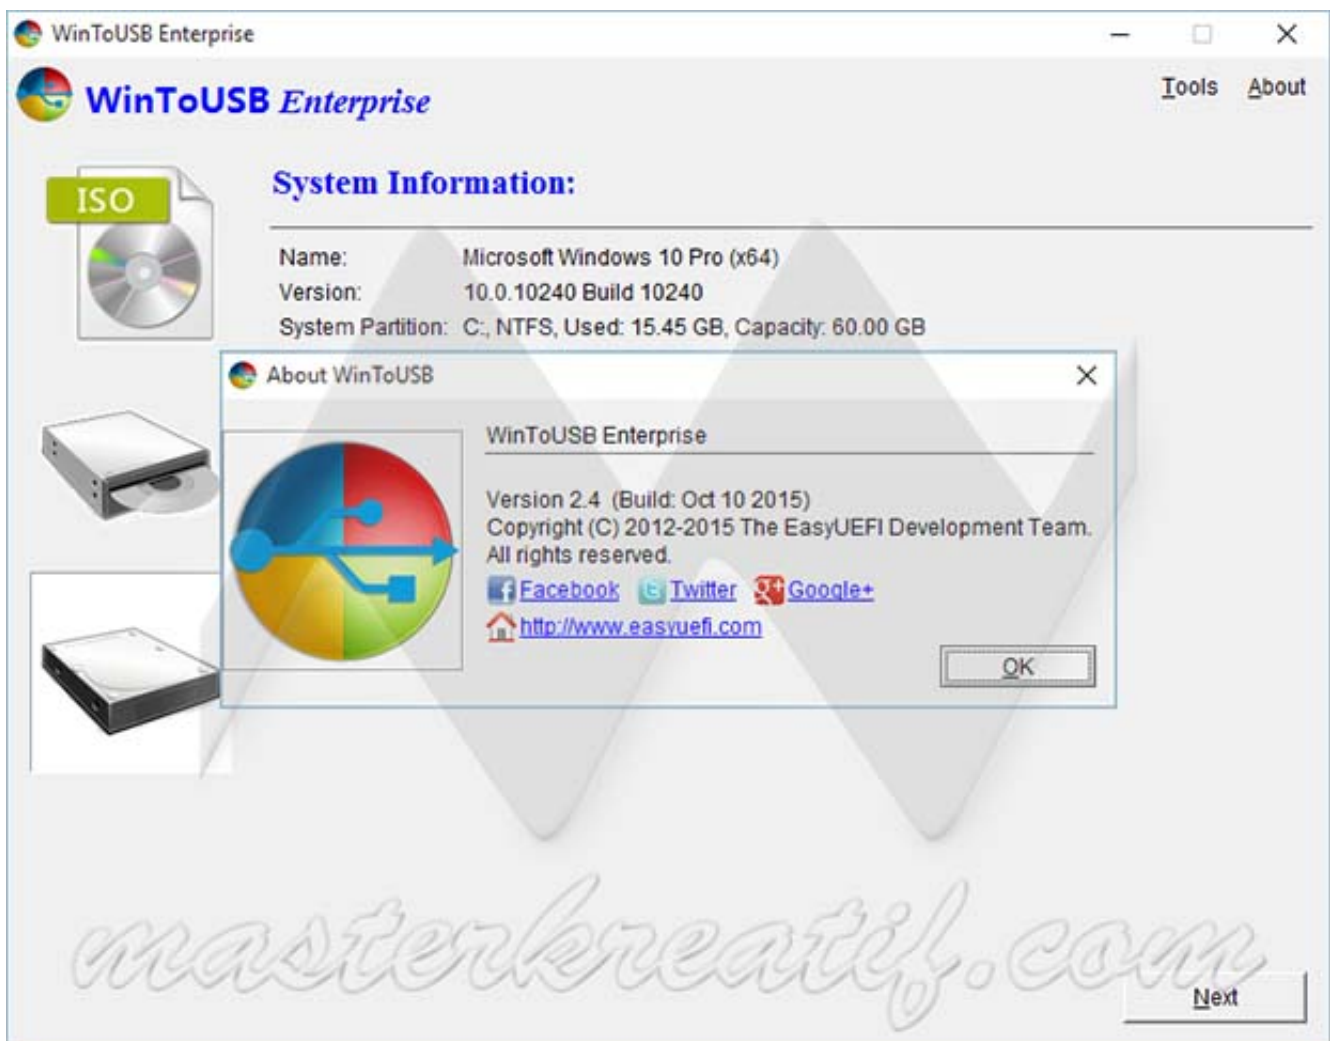 WinToUSB Enterprise
WinToUSB Enterprise
Tools About
ISO
System Information:
Name: Microsoft Windows 10 Pro (x64)
Version: 10.0.10240 Build 10240
System Partition: C:, NTFS, Used: 15.45 GB, Capacity: 60.00 GB
About WinToUSB
WinToUSB Enterprise
Version 2.4 (Build: Oct 10 2015)
Copyright (C) 2012-2015 The EasyUEFI Development Team.
All rights reserved.
Facebook Twitter Google+
http://www.easyuefi.com
OK
masterkreatif.com
Next